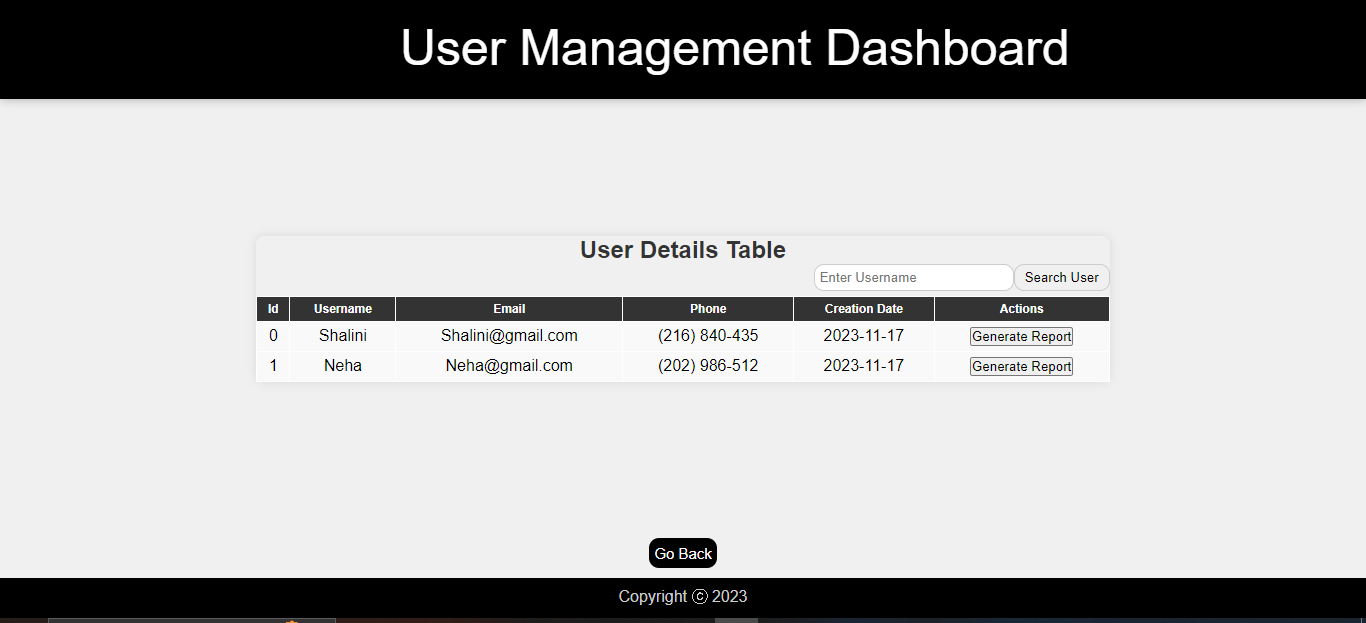 User Management Dashboard
User Details Table
Enter Username Search User
Id Username Email Phone Creation Date Actions
0 Shalini Shalini@gmail.com (216) 840-435 2023-11-17 Generate Report
1 Neha Neha@gmail.com (202) 986-512 2023-11-17 Generate Report
Go Back
Copyright ⓒ 2023